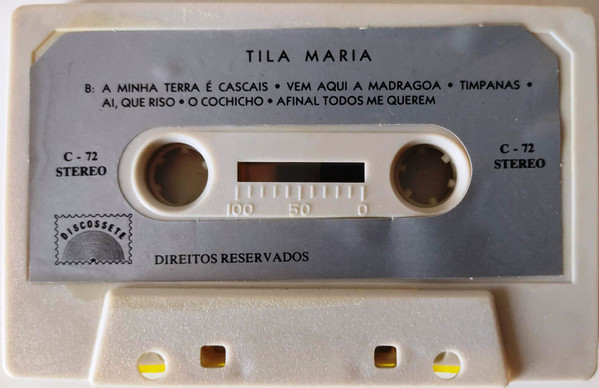 TILA MARIA
B: A MINHA TERRA É CASCAIS • VEM AQUI A MADRAGOA • TIMPANAS •
AI, QUE RISO • O COCHICHO • AFINAL TODOS ME QUEREM
C - 72
STEREO
C - 72
STEREO
100 50 0
DISCOSSETE
DIREITOS RESERVADOS